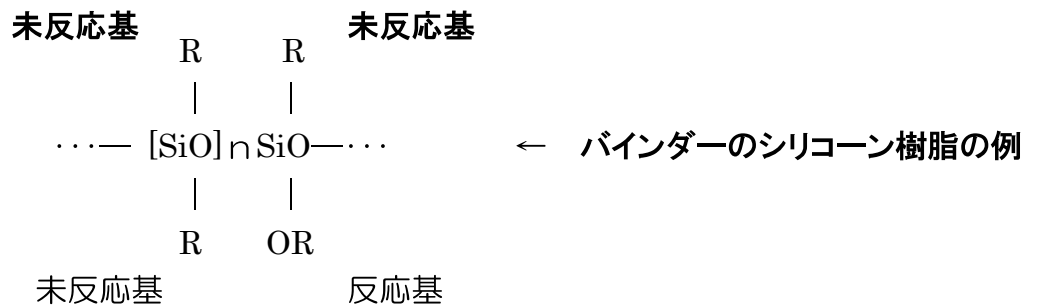 未反応基 未反応基
R R
｜ ｜
･･･― [SiO]∩SiO―･･･ ← バインダーのシリコーン樹脂の例
｜ ｜
R OR
未反応基 反応基